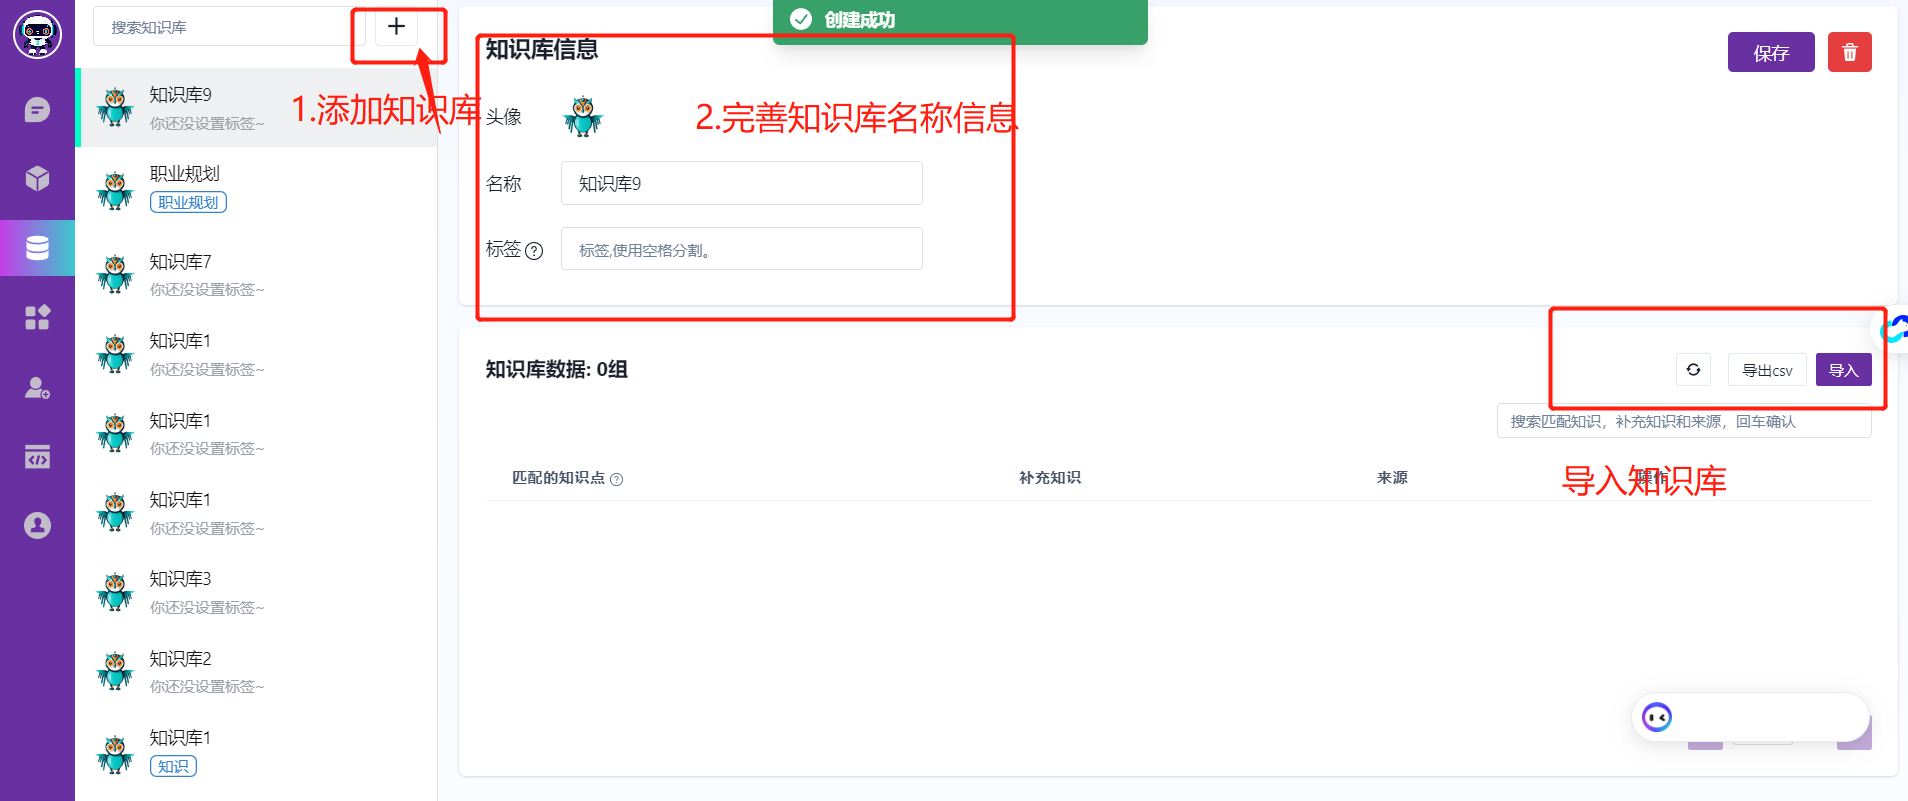 搜索知识库
知识库9
你还没设置标签~
职业规划
职业规划
知识库7
你还没设置标签~
知识库1
你还没设置标签~
知识库1
你还没设置标签~
知识库1
你还没设置标签~
知识库3
你还没设置标签~
知识库2
你还没设置标签~
知识库1
知识
1.添加知识库
创建成功
知识库信息
保存
头像
2.完善知识库名称信息
名称
知识库9
标签
标签,使用空格分割。
知识库数据: 0组
导出csv
导入
搜索匹配知识，补充知识和来源，回车确认
匹配的知识点
补充知识
来源
操作
导入知识库